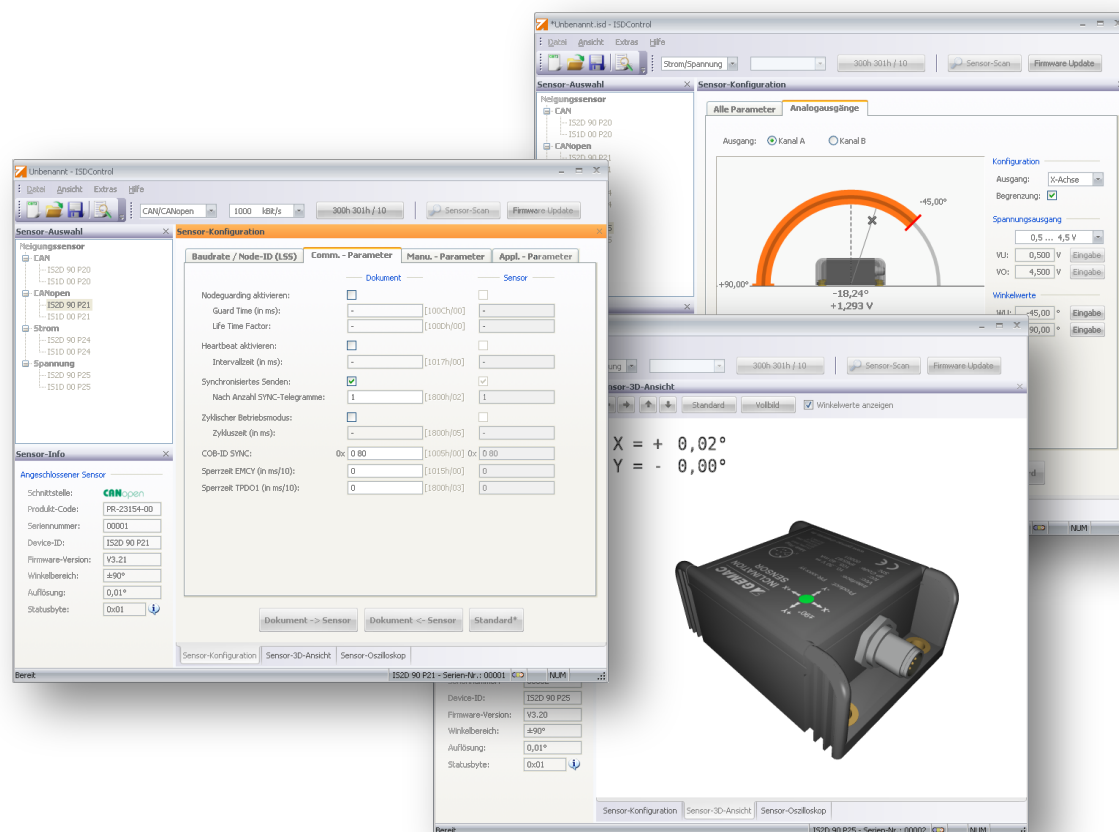 *Unbenannt.isd - ISDControl
Datei Ansicht Extras Hilfe
Strom/Spannung 300h 301h / 10 Sensor-Scan Firmware Update
Sensor-Auswahl
Neigungssensor
CAN
IS2D 90 P20
IS1D 00 P20
CANopen
IS2D 90 P21
Sensor-Konfiguration
Alle Parameter Analogausgänge
Ausgang: Kanal A Kanal B
-45,00°
+90,00°
-18,24°
+1,293 V
Konfiguration
Ausgang: X-Achse
Begrenzung:
Spannungsausgang
0,5 ... 4,5 V
VU: 0,500 V Eingabe
VO: 4,500 V Eingabe
Winkelwerte
WU: -45,00 ° Eingabe
90,00 ° Eingabe
NUM
Unbenannt - ISDControl
Datei Ansicht Extras Hilfe
CAN/CANopen 1000 kBit/s 300h 301h / 10 Sensor-Scan Firmware Update
Sensor-Auswahl
Neigungssensor
CAN
IS2D 90 P20
IS1D 00 P20
CANopen
IS2D 90 P21
IS1D 00 P21
Strom
IS2D 90 P24
IS1D 00 P24
Spannung
IS2D 90 P25
IS1D 00 P25
Sensor-Info
Angeschlossener Sensor
Schnittstelle: CANopen
Produkt-Code: PR-23154-00
Seriennummer: 00001
Device-ID: IS2D 90 P21
Firmware-Version: V3.21
Winkelbereich: ±90°
Auflösung: 0,01°
Statusbyte: 0x01
Sensor-Konfiguration
Baudrate / Node-ID (LSS) Comm. - Parameter Manu. - Parameter Appl. - Parameter
Dokument Sensor
Nodeguarding aktivieren:
Guard Time (in ms): - [100Ch/00] -
Life Time Factor: - [100Dh/00] -
Heartbeat aktivieren:
Intervallzeit (in ms): - [1017h/00] -
Synchronisiertes Senden:
Nach Anzahl SYNC-Telegramme: 1 [1800h/02] 1
Zyklischer Betriebsmodus:
Zykluszeit (in ms): - [1800h/05] -
COB-ID SYNC: 0x 0 80 [1005h/00] 0x 0 80
Sperrzeit EMCY (in ms/10): 0 [1015h/00] 0
Sperrzeit TPDO1 (in ms/10): 0 [1800h/03] 0
Dokument -> Sensor Dokument <- Sensor Standard*
Sensor-Konfiguration Sensor-3D-Ansicht Sensor-Oszilloskop
Bereit IS2D 90 P21 - Serien-Nr.: 00001 NUM
300h 301h / 10 Sensor-Scan Firmware Update
Sensor-3D-Ansicht
Standard Vollbild Winkelwerte anzeigen
X = + 0,02°
Y = - 0,00°
GEMAC
INCLINATION
SENSOR
CE
+Y
-X
±90°
Device-ID: IS2D 90 P25
Firmware-Version: V3.20
Winkelbereich: ±90°
Auflösung: 0,01°
Statusbyte: 0x01
Sensor-Konfiguration Sensor-3D-Ansicht Sensor-Oszilloskop
Bereit IS2D 90 P25 - Serien-Nr.: 00002 NUM